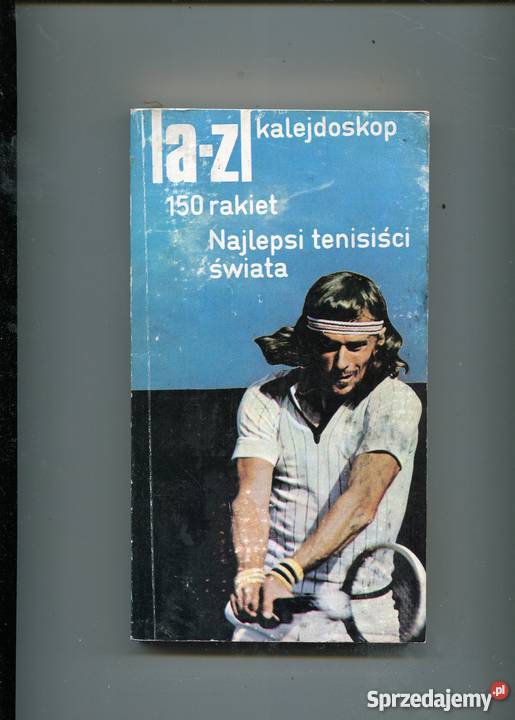 a-z
kalejdoskop
150 rakiet
Najlepsi tenisiści
świata
Sprzedajemy.pl